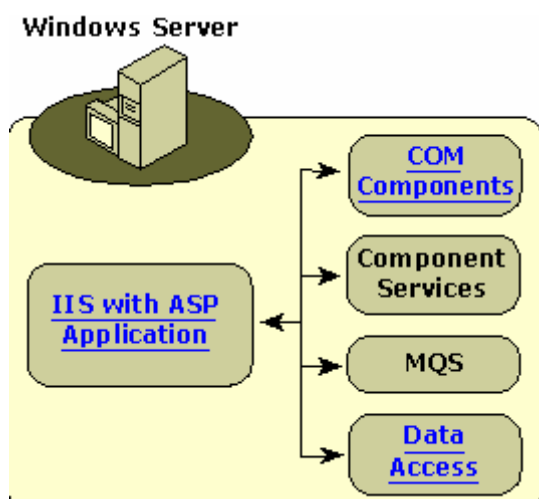 Windows Server
COM
Components
Component
Services
IIS with ASP
Application
MQS
Data
Access